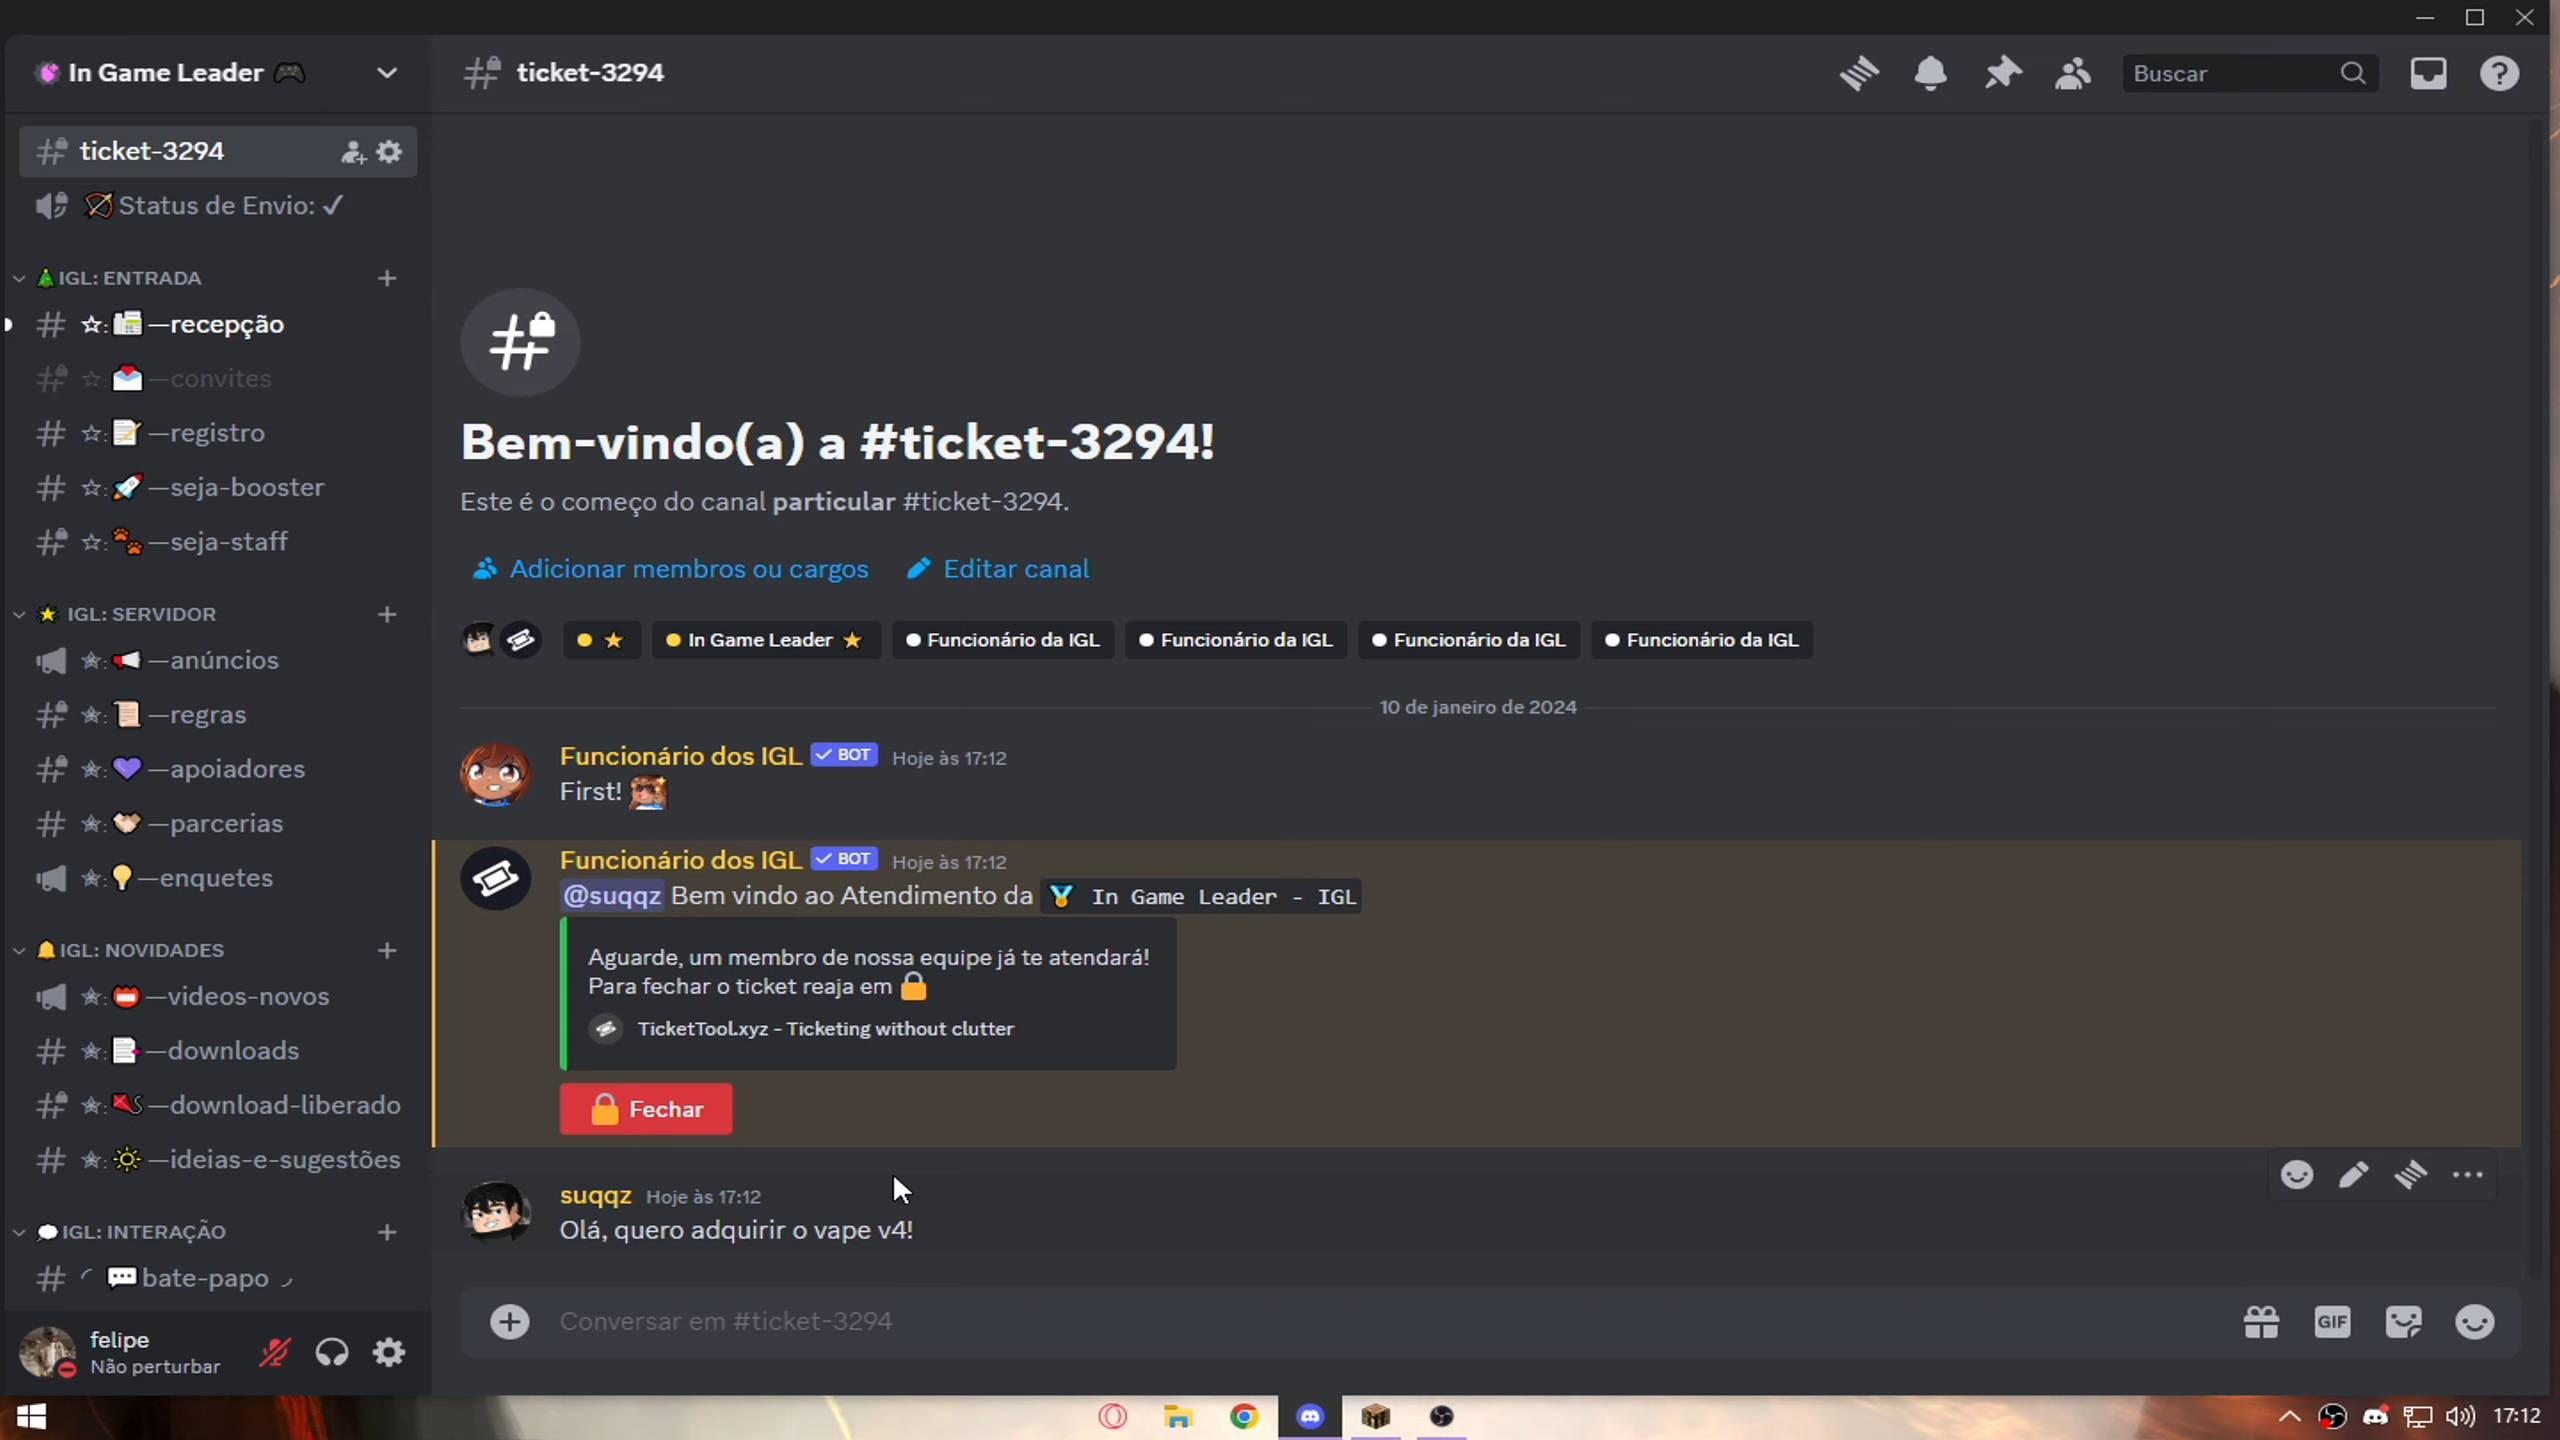 In Game Leader
ticket-3294
Buscar
ticket-3294
Status de Envio: ✓
IGL: ENTRADA
—recepção
—convites
—registro
—seja-booster
—seja-staff
IGL: SERVIDOR
—anúncios
—regras
—apoiadores
—parcerias
—enquetes
IGL: NOVIDADES
—videos-novos
—downloads
—download-liberado
—ideias-e-sugestões
IGL: INTERAÇÃO
bate-papo
felipe
Não perturbar
Bem-vindo(a) a #ticket-3294!
Este é o começo do canal particular #ticket-3294.
Adicionar membros ou cargos Editar canal
In Game Leader Funcionário da IGL Funcionário da IGL Funcionário da IGL Funcionário da IGL
10 de janeiro de 2024
Funcionário dos IGL ✓ BOT Hoje às 17:12
First!
Funcionário dos IGL ✓ BOT Hoje às 17:12
@suqqz Bem vindo ao Atendimento da In Game Leader - IGL
Aguarde, um membro de nossa equipe já te atendará!
Para fechar o ticket reaja em
TicketTool.xyz - Ticketing without clutter
Fechar
suqqz Hoje às 17:12
Olá, quero adquirir o vape v4!
Conversar em #ticket-3294
GIF
17:12